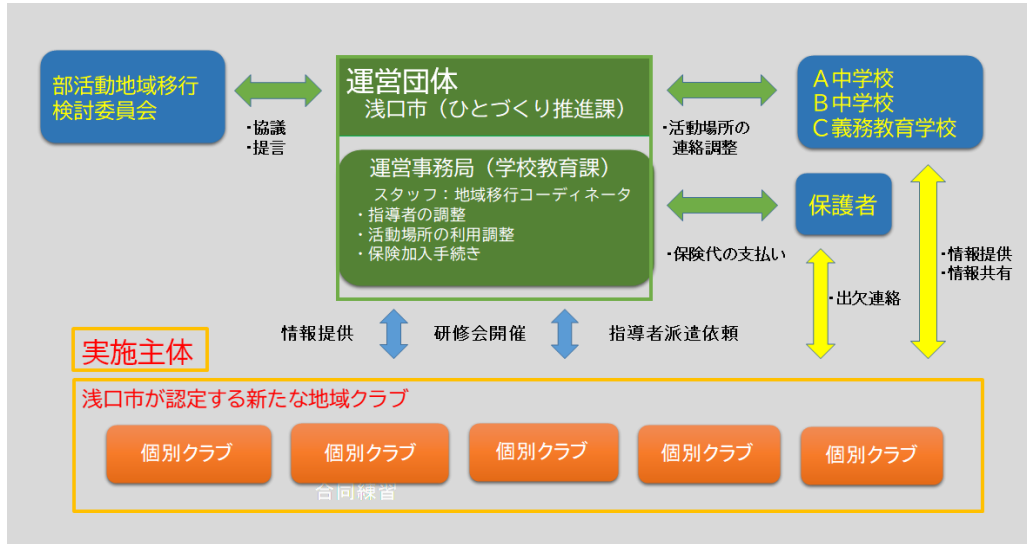 部活動地域移行
検討委員会
・協議
・提言
運営団体
浅口市（ひとづくり推進課）
運営事務局（学校教育課）
スタッフ：地域移行コーディネータ
・指導者の調整
・活動場所の利用調整
・保険加入手続き
・活動場所の
連絡調整
A中学校
B中学校
C義務教育学校
保護者
・保険代の支払い
・出欠連絡
・情報提供
・情報共有
情報提供
研修会開催
指導者派遣依頼
実施主体
浅口市が認定する新たな地域クラブ
個別クラブ
個別クラブ
個別クラブ
個別クラブ
個別クラブ
合同練習